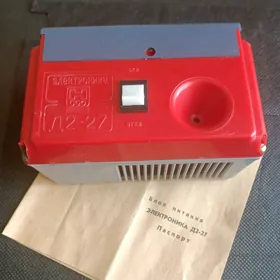 ЭЛЕКТРОНИКА
Д2-27
Блок питания
ЭЛЕКТРОНИКА Д2-27
Паспорт